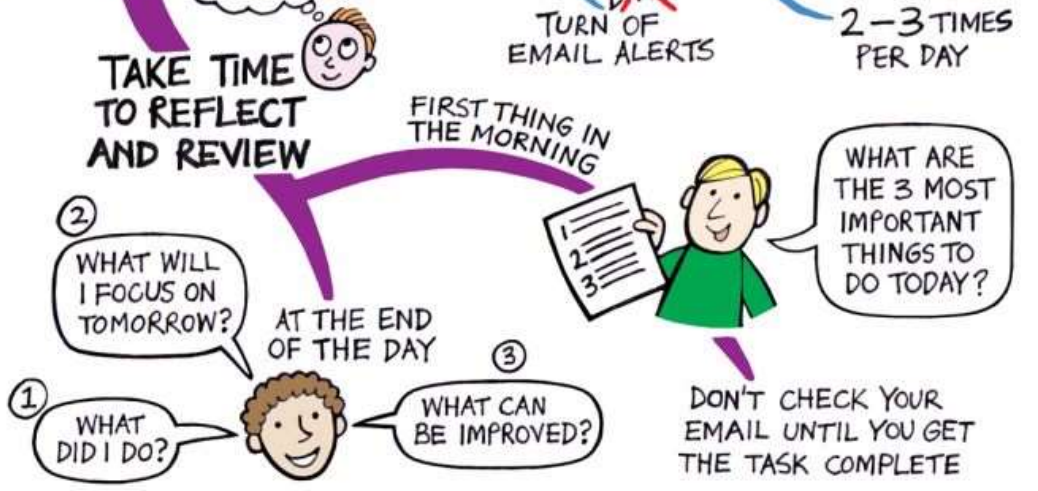 TURN OF
EMAIL ALERTS
2-3 TIMES
PER DAY
TAKE TIME
TO REFLECT
AND REVIEW
FIRST THING IN
THE MORNING
1
2
3
WHAT ARE
THE 3 MOST
IMPORTANT
THINGS TO
DO TODAY?
2
WHAT WILL
I FOCUS ON
TOMORROW?
AT THE END
OF THE DAY
1
WHAT
DID I DO?
3
WHAT CAN
BE IMPROVED?
DON'T CHECK YOUR
EMAIL UNTIL YOU GET
THE TASK COMPLETE